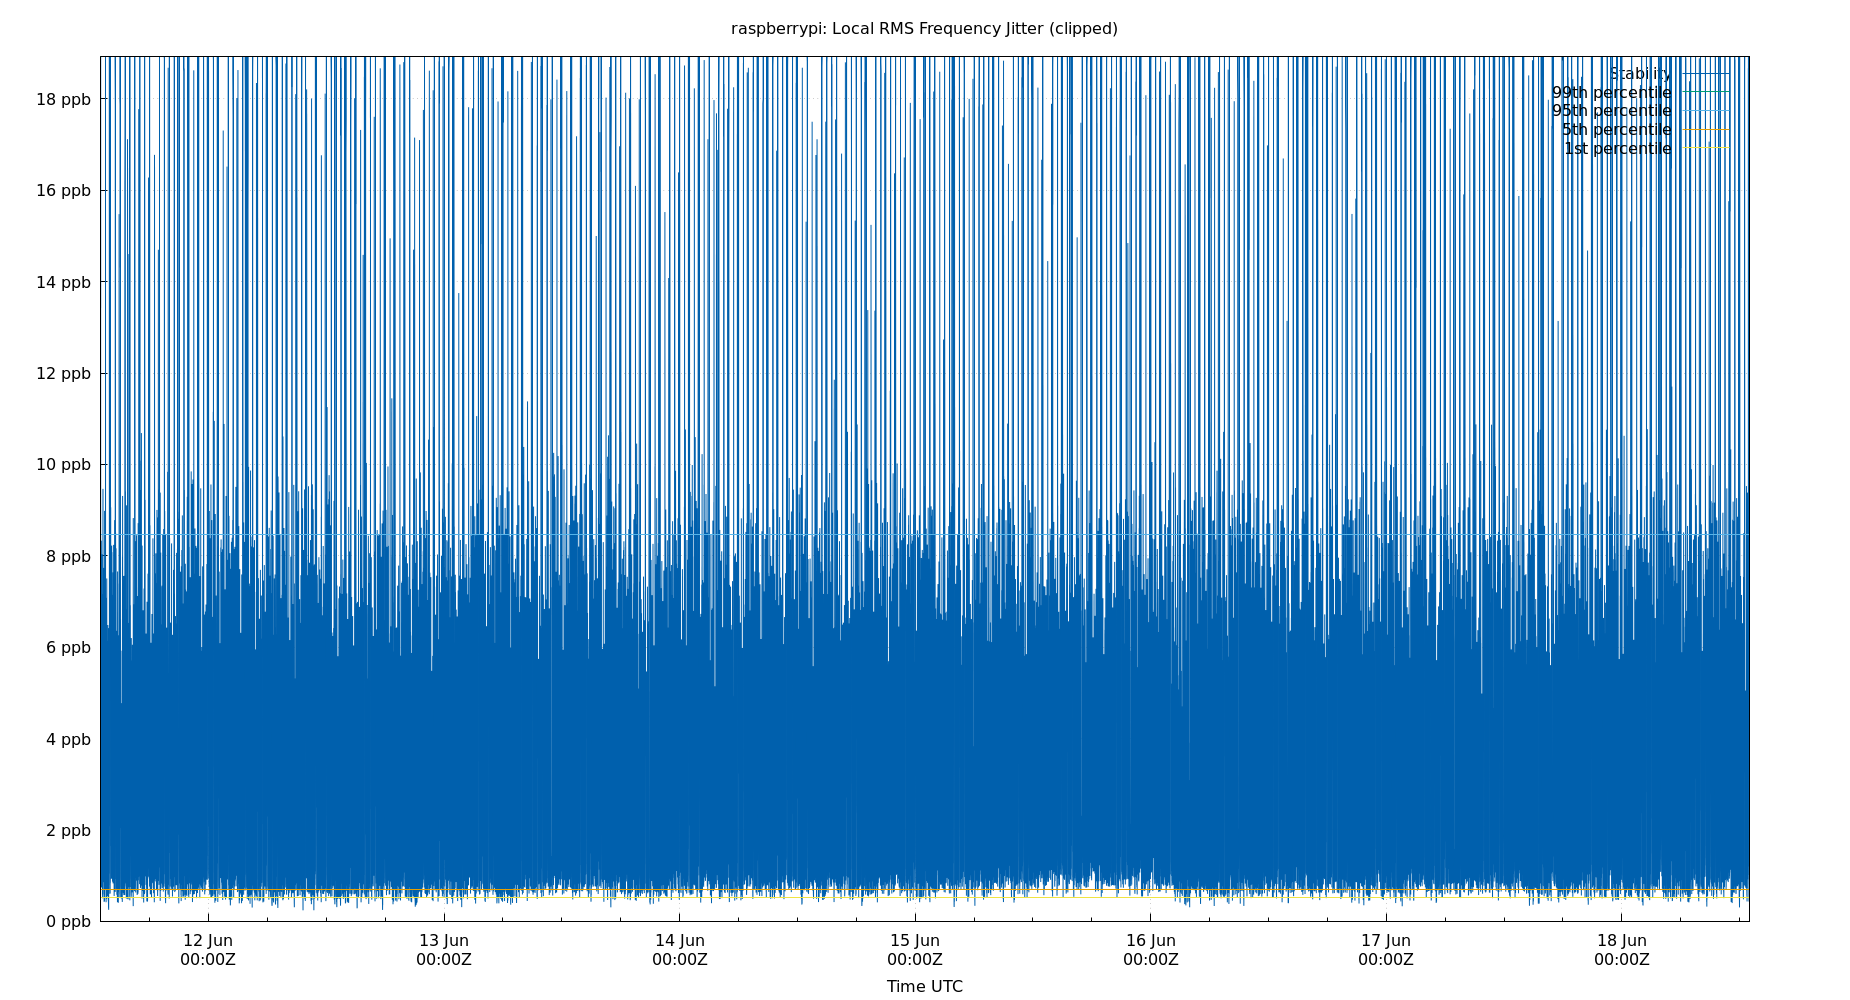 raspberrypi: Local RMS Frequency Jitter (clipped)
Stability
99th percentile
95th percentile
5th percentile
1st percentile
18 ppb
16 ppb
14 ppb
12 ppb
10 ppb
8 ppb
6 ppb
4 ppb
2 ppb
0 ppb
12 Jun 13 Jun 14 Jun 15 Jun 16 Jun 17 Jun 18 Jun
00:00Z 00:00Z 00:00Z 00:00Z 00:00Z 00:00Z 00:00Z
Time UTC